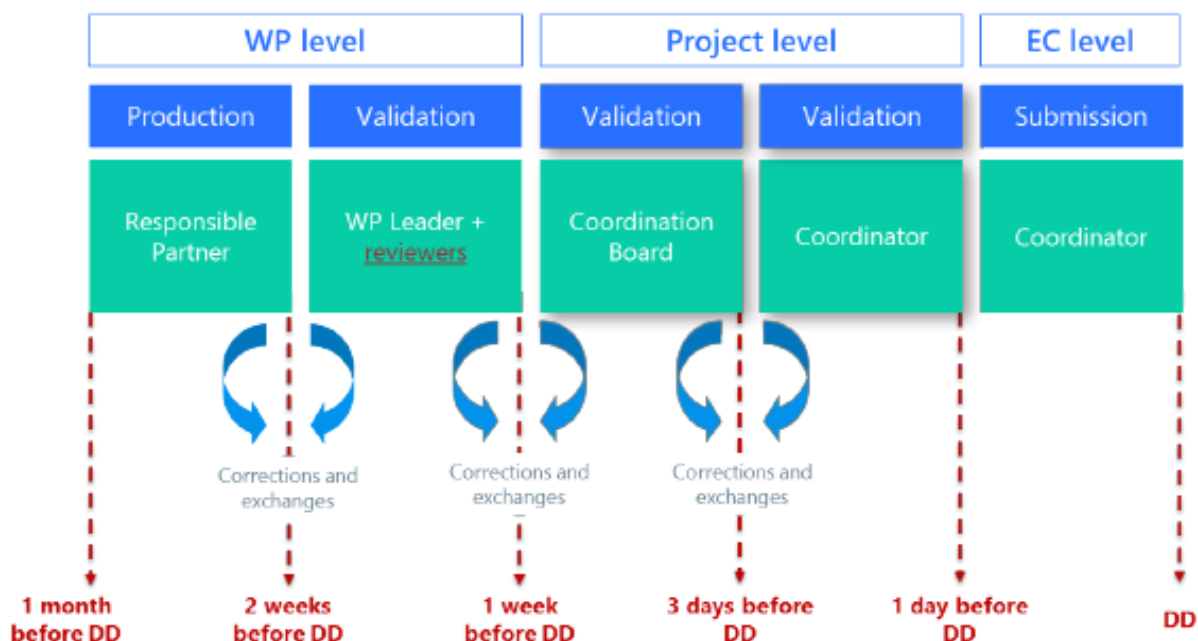 WP level
Project level
EC level
Production
Validation
Validation
Validation
Submission
Responsible
Partner
WP Leader +
reviewers
Coordination
Board
Coordinator
Coordinator
Corrections and
exchanges
Corrections and
exchanges
Corrections and
exchanges
1 month
before DD
2 weeks
before DD
1 week
before DD
3 days before
DD
1 day before
DD
DD